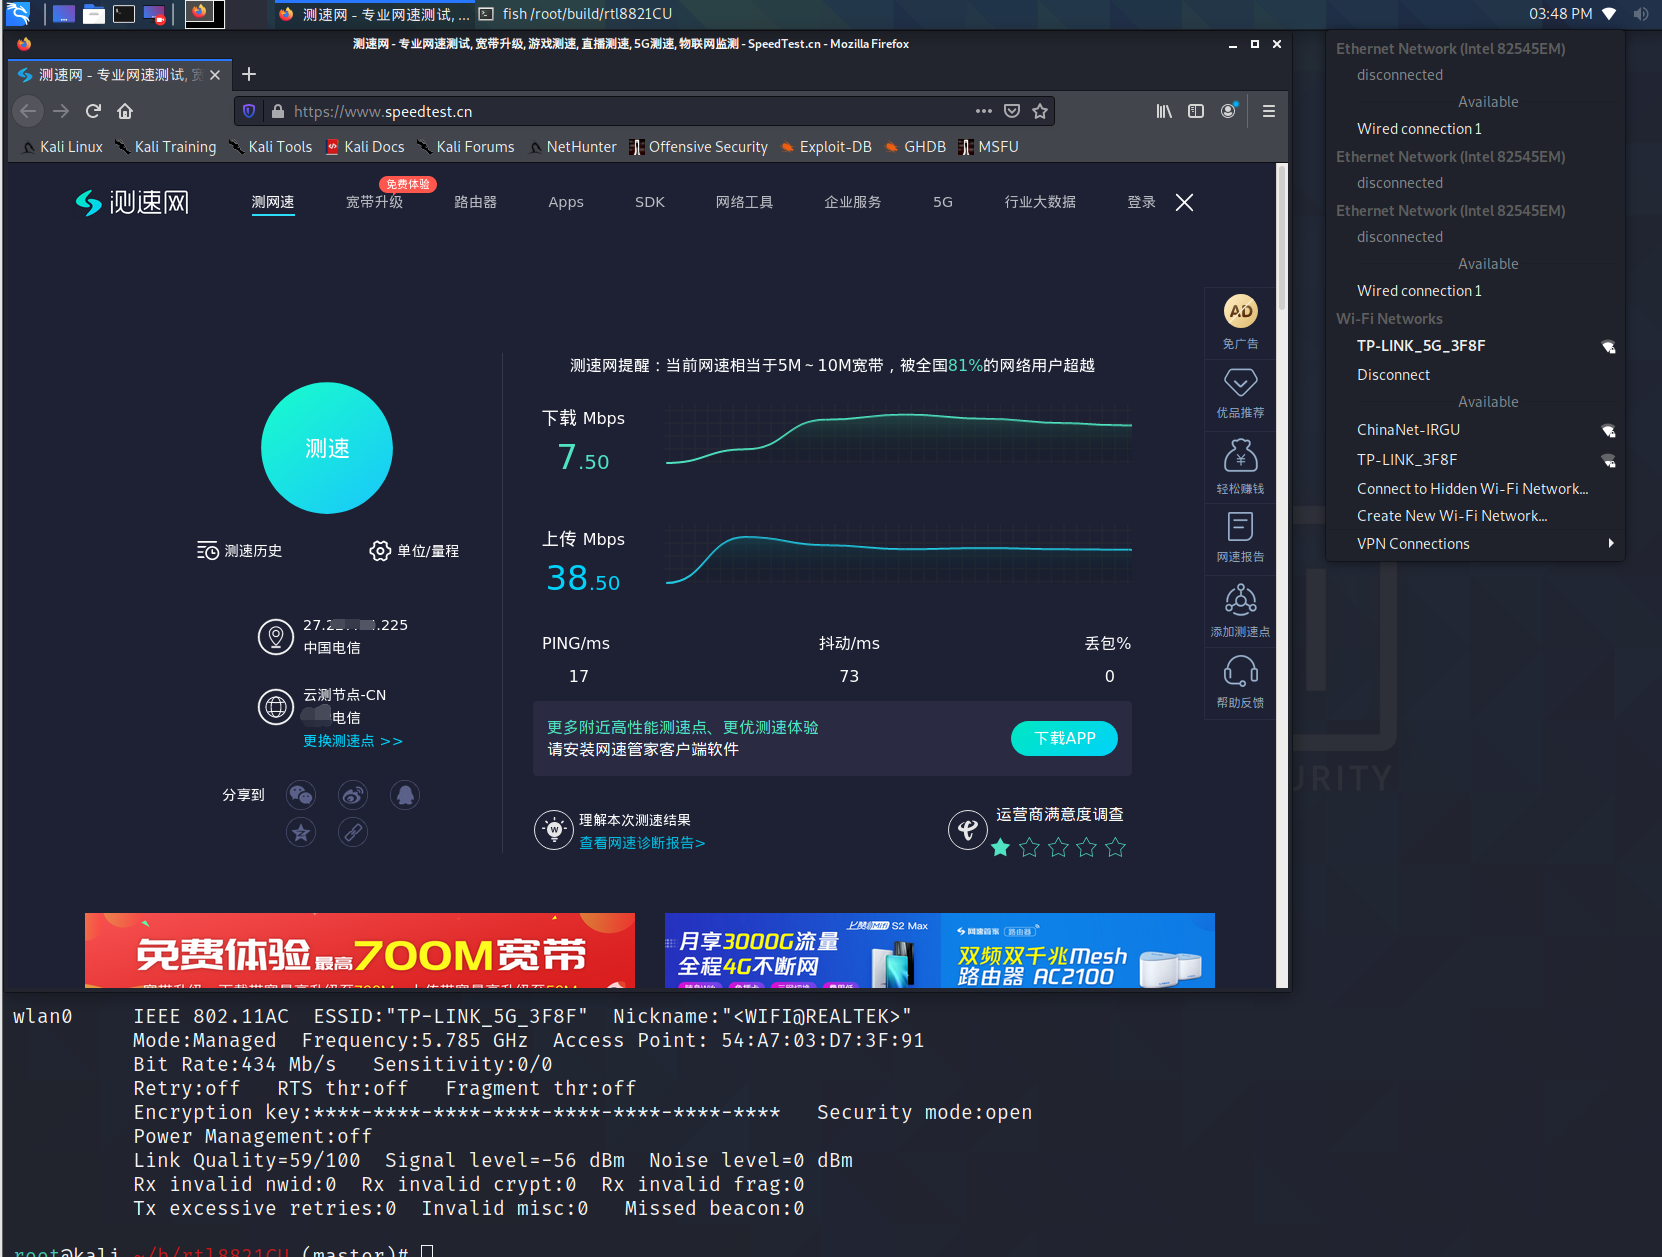 测速网 - 专业网速测试, ...
fish /root/build/rtl8821CU
03:48 PM
测速网 - 专业网速测试, 宽带升级, 游戏测速, 直播测速, 5G测速, 物联网监测 - SpeedTest.cn - Mozilla Firefox
测速网 - 专业网速测试, 宽
https://www.speedtest.cn
Kali Linux
Kali Training
Kali Tools
Kali Docs
Kali Forums
NetHunter
Offensive Security
Exploit-DB
GHDB
MSFU
测速网
测网速
宽带升级
免费体验
路由器
Apps
SDK
网络工具
企业服务
5G
行业大数据
登录
测速
测速历史
单位/量程
27.2
.225
中国电信
云测节点-CN
电信
更换测速点 >>
分享到
测速网提醒：当前网速相当于5M ~ 10M宽带，被全国81%的网络用户超越
下载 Mbps
7.50
上传 Mbps
38.50
PING/ms
抖动/ms
丢包%
17
73
0
更多附近高性能测速点、更优测速体验
请安装网速管家客户端软件
下载APP
理解本次测速结果
查看网速诊断报告>
运营商满意度调查
AD
免广告
优品推荐
轻松赚钱
网速报告
添加测速点
帮助反馈
免费体验最高700M宽带
月享3000G流量
全程4G不断网
上赞 MiFi S2 Max
网速管家 路由器
双频双千兆Mesh
路由器 AC2100
Ethernet Network (Intel 82545EM)
disconnected
Available
Wired connection 1
Ethernet Network (Intel 82545EM)
disconnected
Ethernet Network (Intel 82545EM)
disconnected
Available
Wired connection 1
Wi-Fi Networks
TP-LINK_5G_3F8F
Disconnect
Available
ChinaNet-IRGU
TP-LINK_3F8F
Connect to Hidden Wi-Fi Network...
Create New Wi-Fi Network...
VPN Connections
URITY
wlan0 IEEE 802.11AC ESSID:"TP-LINK_5G_3F8F" Nickname:"<WIFI@REALTEK>"
Mode:Managed Frequency:5.785 GHz Access Point: 54:A7:03:D7:3F:91
Bit Rate:434 Mb/s Sensitivity:0/0
Retry:off RTS thr:off Fragment thr:off
Encryption key:****-****-****-****-****-****-****-**** Security mode:open
Power Management:off
Link Quality=59/100 Signal level=-56 dBm Noise level=0 dBm
Rx invalid nwid:0 Rx invalid crypt:0 Rx invalid frag:0
Tx excessive retries:0 Invalid misc:0 Missed beacon:0
root@kali ~/b/rtl8821CU (master)#